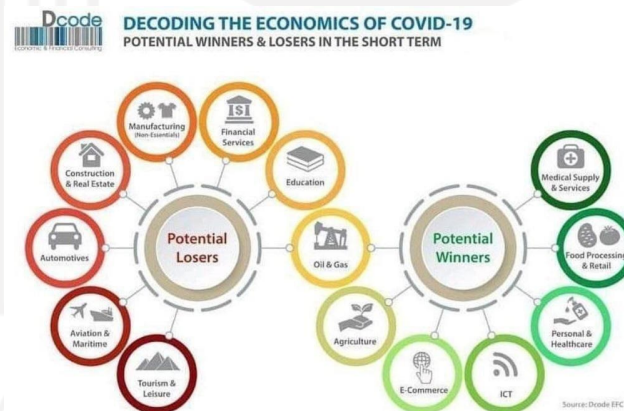 Dcode
Economic & Financial Consulting
DECODING THE ECONOMICS OF COVID-19
POTENTIAL WINNERS & LOSERS IN THE SHORT TERM
Manufacturing
(Non-Essentials)
Financial
Services
Construction
& Real Estate
Education
Automotives
Potential
Losers
Oil & Gas
Aviation &
Maritime
Tourism &
Leisure
Potential
Winners
Medical Supply
& Services
Food Processing
& Retail
Personal &
Healthcare
ICT
E-Commerce
Agriculture
Source: Dcode EFC